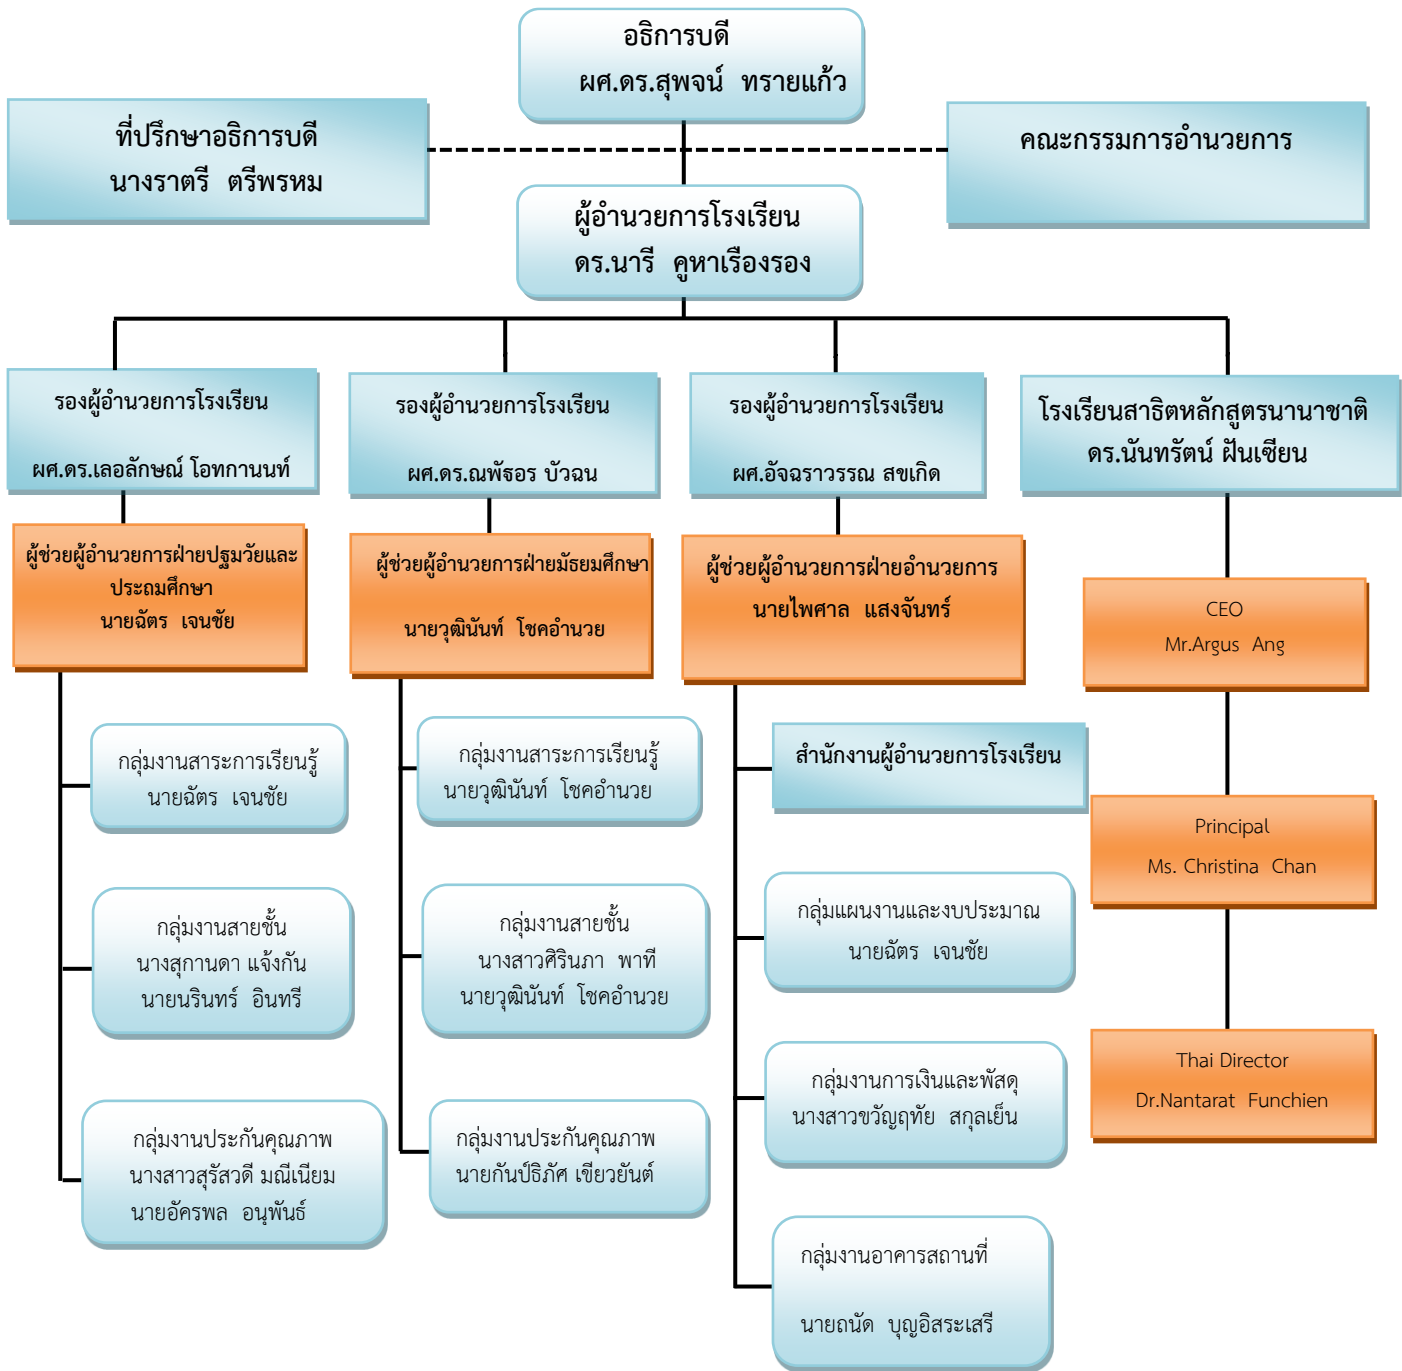 อธิการบดี
ผศ.ดร.สุพจน์ ทรายแก้ว
ที่ปรึกษาอธิการบดี
นางราตรี ตรีพรหม
คณะกรรมการอำนวยการ
ผู้อำนวยการโรงเรียน
ดร.นารี คูหาเรืองรอง
รองผู้อำนวยการโรงเรียน
ผศ.ดร.เลอลักษณ์ โอทกานนท์
รองผู้อำนวยการโรงเรียน
ผศ.ดร.ณพัฐอร บัวฉน
รองผู้อำนวยการโรงเรียน
ผศ.อัจฉราวรรณ สขเกิด
โรงเรียนสาธิตหลักสูตรนานาชาติ
ดร.นันทรัตน์ ฝันเซียน
ผู้ช่วยผู้อำนวยการฝ่ายปฐมวัยและ
ประถมศึกษา
นายฉัตร เจนชัย
ผู้ช่วยผู้อำนวยการฝ่ายมัธยมศึกษา
นายวุฒินันท์ โชคอำนวย
ผู้ช่วยผู้อำนวยการฝ่ายอำนวยการ
นายไพศาล แสงจันทร์
CEO
Mr.Argus Ang
กลุ่มงานสาระการเรียนรู้
นายฉัตร เจนชัย
กลุ่มงานสาระการเรียนรู้
นายวุฒินันท์ โชคอำนวย
สำนักงานผู้อำนวยการโรงเรียน
Principal
Ms. Christina Chan
กลุ่มงานสายชั้น
นางสุกานดา แจ้งกัน
นายนรินทร์ อินทรี
กลุ่มงานสายชั้น
นางสาวศิรินภา พาที
นายวุฒินันท์ โชคอำนวย
กลุ่มแผนงานและงบประมาณ
นายฉัตร เจนชัย
กลุ่มงานการเงินและพัสดุ
นางสาวขวัญฤทัย สกุลเย็น
Thai Director
Dr.Nantarat Funchien
กลุ่มงานประกันคุณภาพ
นางสาวสุรัสวดี มณีเนียม
นายอัครพล อนุพันธ์
กลุ่มงานประกันคุณภาพ
นายกันป์ธิภัศ เขียวยันต์
กลุ่มงานอาคารสถานที่
นายถนัด บุญอิสระเสรี